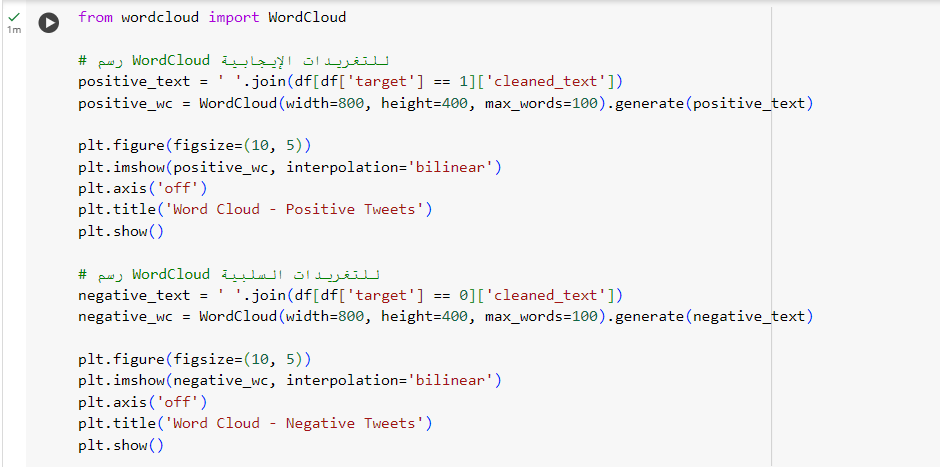 1m
from wordcloud import WordCloud
# رسم WordCloud للتغريدات الإيجابية
positive_text = ' '.join(df[df['target'] == 1]['cleaned_text'])
positive_wc = WordCloud(width=800, height=400, max_words=100).generate(positive_text)
plt.figure(figsize=(10, 5))
plt.imshow(positive_wc, interpolation='bilinear')
plt.axis('off')
plt.title('Word Cloud - Positive Tweets')
plt.show()
# رسم WordCloud للتغريدات السلبية
negative_text = ' '.join(df[df['target'] == 0]['cleaned_text'])
negative_wc = WordCloud(width=800, height=400, max_words=100).generate(negative_text)
plt.figure(figsize=(10, 5))
plt.imshow(negative_wc, interpolation='bilinear')
plt.axis('off')
plt.title('Word Cloud - Negative Tweets')
plt.show()